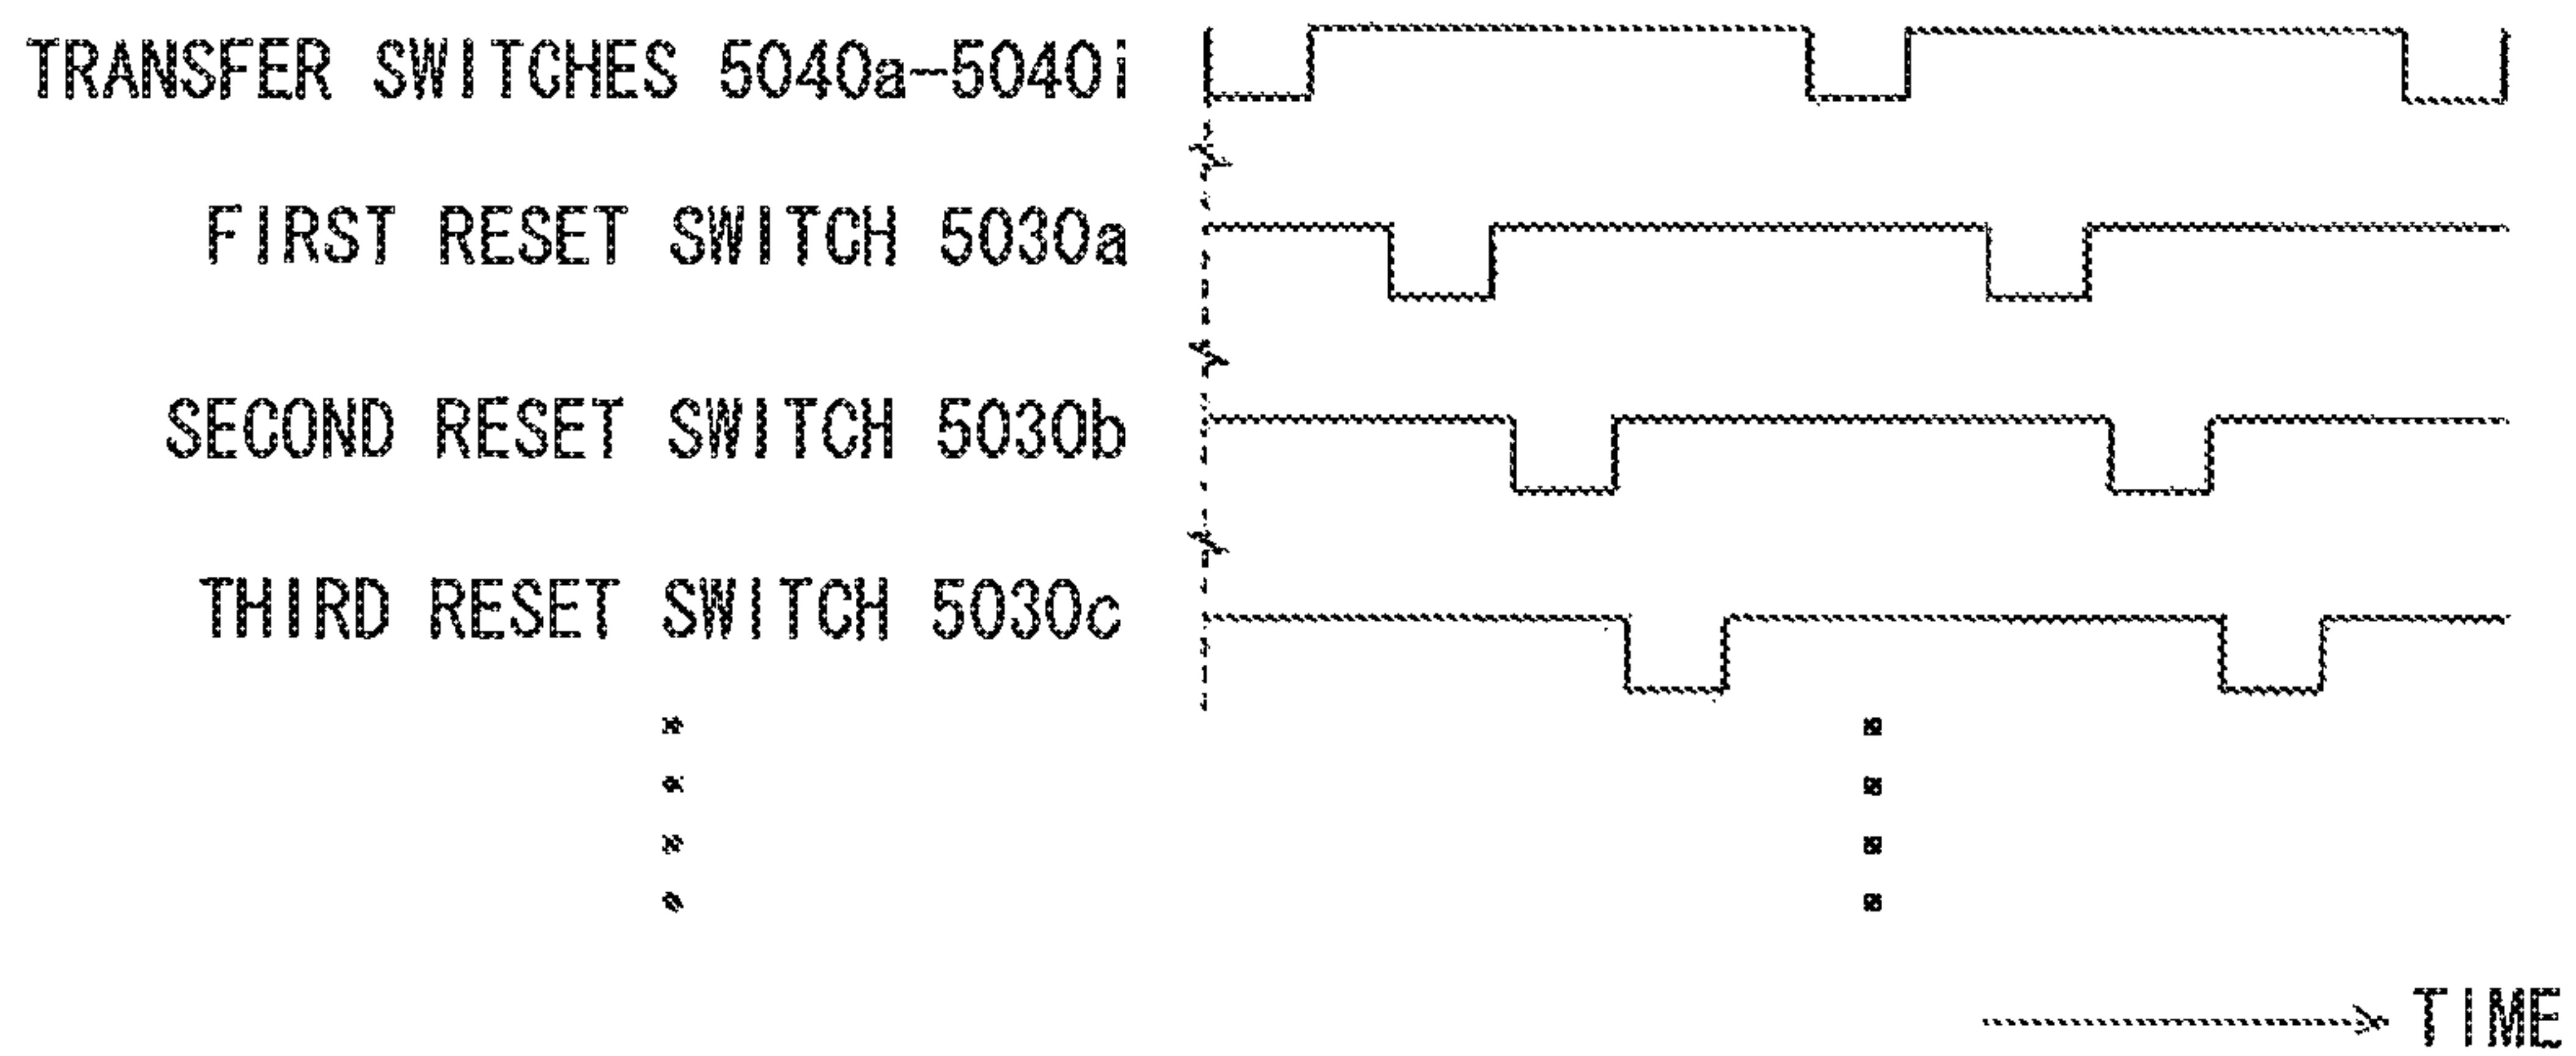 TRANSFER SWITCHES 5040a-5040i
FIRST RESET SWITCH 5030a
SECOND RESET SWITCH 5030b
THIRD RESET SWITCH 5030c
TIME